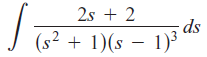 ∫ (2s + 2) / ((s² + 1)(s − 1)³) ds